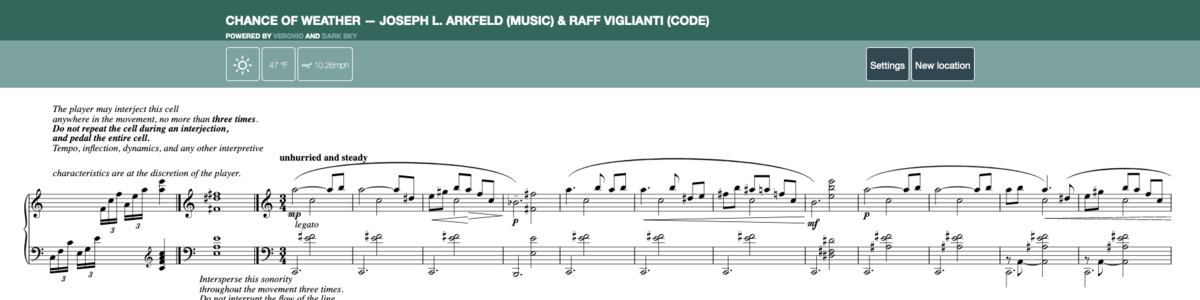 CHANCE OF WEATHER — JOSEPH L. ARKFELD (MUSIC) & RAFF VIGLIANTI (CODE)
POWERED BY VEROVIO AND DARK SKY
47 °F
10.26mph
Settings
New location
The player may interject this cell
anywhere in the movement, no more than three times.
Do not repeat the cell during an interjection,
and pedal the entire cell.
Tempo, inflection, dynamics, and any other interpretive
characteristics are at the discretion of the player.
unhurried and steady
3 3
3 4
mp
legato
p
mf
p
3 3
3 4
Intersperse this sonority
throughout the movement three times.
Do not interrupt the flow of the line